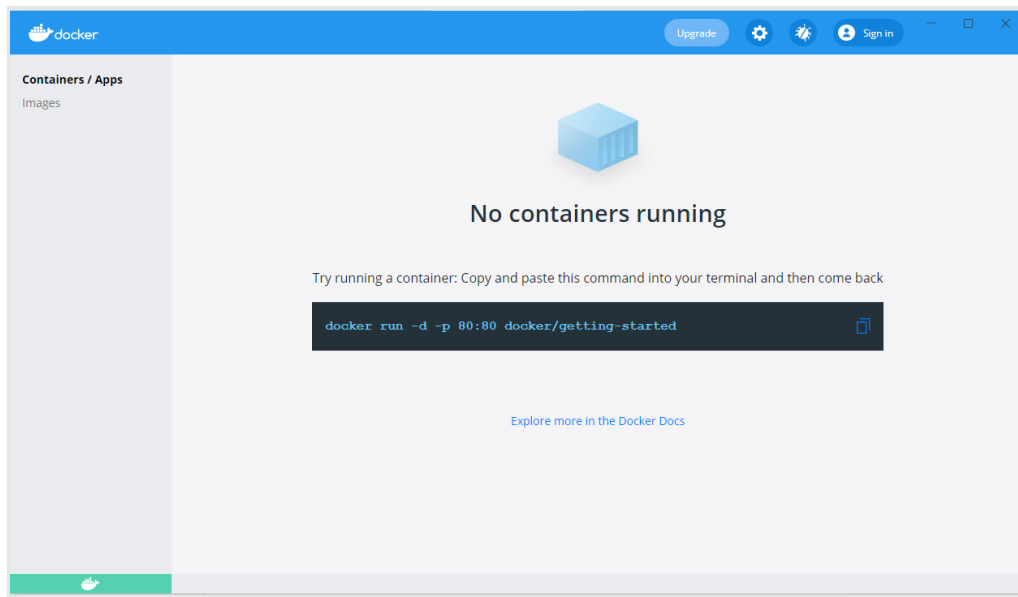 docker
Upgrade
Sign in
Containers / Apps
Images
No containers running
Try running a container: Copy and paste this command into your terminal and then come back
docker run -d -p 80:80 docker/getting-started
Explore more in the Docker Docs